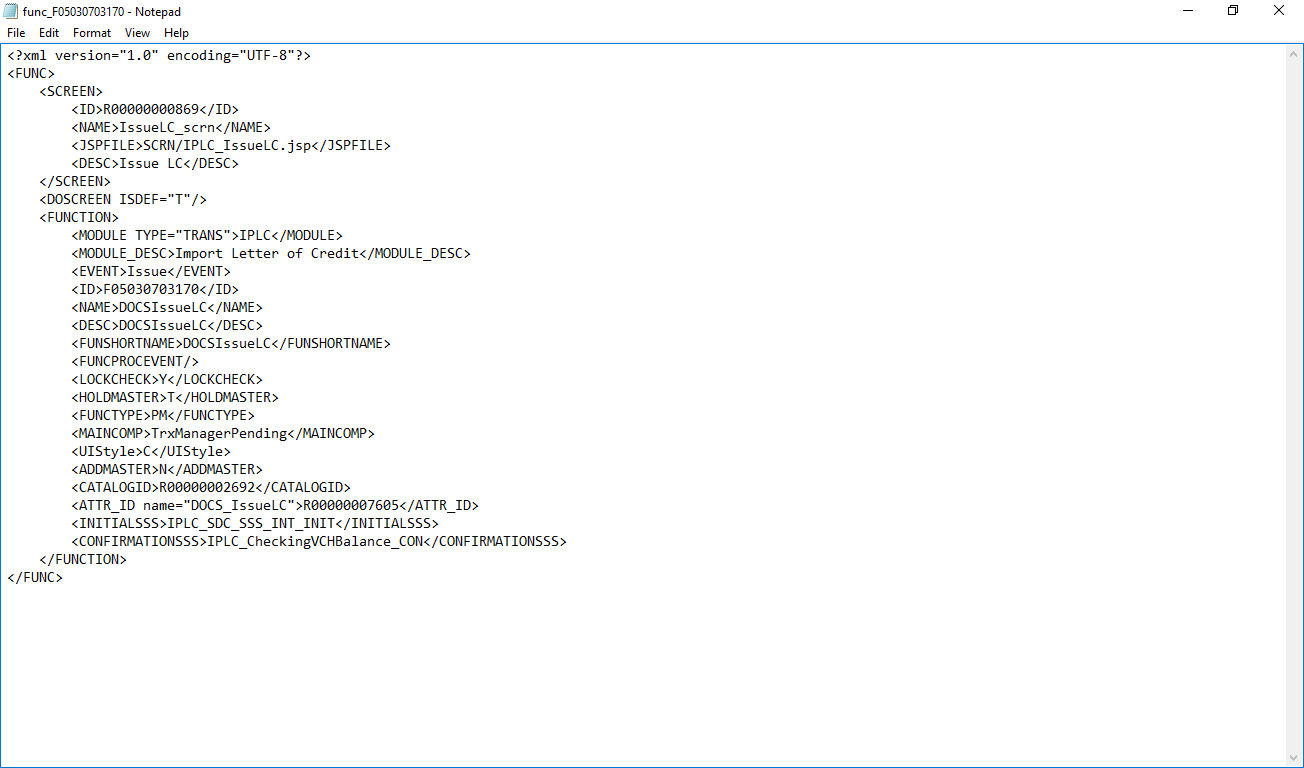 func_F05030703170 - Notepad
File Edit Format View Help
<?xml version="1.0" encoding="UTF-8"?>
<FUNC>
    <SCREEN>
        <ID>R00000000869</ID>
        <NAME>IssueLC_scrn</NAME>
        <JSPFILE>SCRN/IPLC_IssueLC.jsp</JSPFILE>
        <DESC>Issue LC</DESC>
    </SCREEN>
    <DOSCREEN ISDEF="T"/>
    <FUNCTION>
        <MODULE TYPE="TRANS">IPLC</MODULE>
        <MODULE_DESC>Import Letter of Credit</MODULE_DESC>
        <EVENT>Issue</EVENT>
        <ID>F05030703170</ID>
        <NAME>DOCSIssueLC</NAME>
        <DESC>DOCSIssueLC</DESC>
        <FUNSHORTNAME>DOCSIssueLC</FUNSHORTNAME>
        <FUNCPROCEVENT/>
        <LOCKCHECK>Y</LOCKCHECK>
        <HOLDMASTER>T</HOLDMASTER>
        <FUNCTYPE>PM</FUNCTYPE>
        <MAINCOMP>TrxManagerPending</MAINCOMP>
        <UIStyle>C</UIStyle>
        <ADDMASTER>N</ADDMASTER>
        <CATALOGID>R00000002692</CATALOGID>
        <ATTR_ID name="DOCS_IssueLC">R00000007605</ATTR_ID>
        <INITIALSSS>IPLC_SDC_SSS_INT_INIT</INITIALSSS>
        <CONFIRMATIONSSS>IPLC_CheckingVCHBalance_CON</CONFIRMATIONSSS>
    </FUNCTION>
</FUNC>